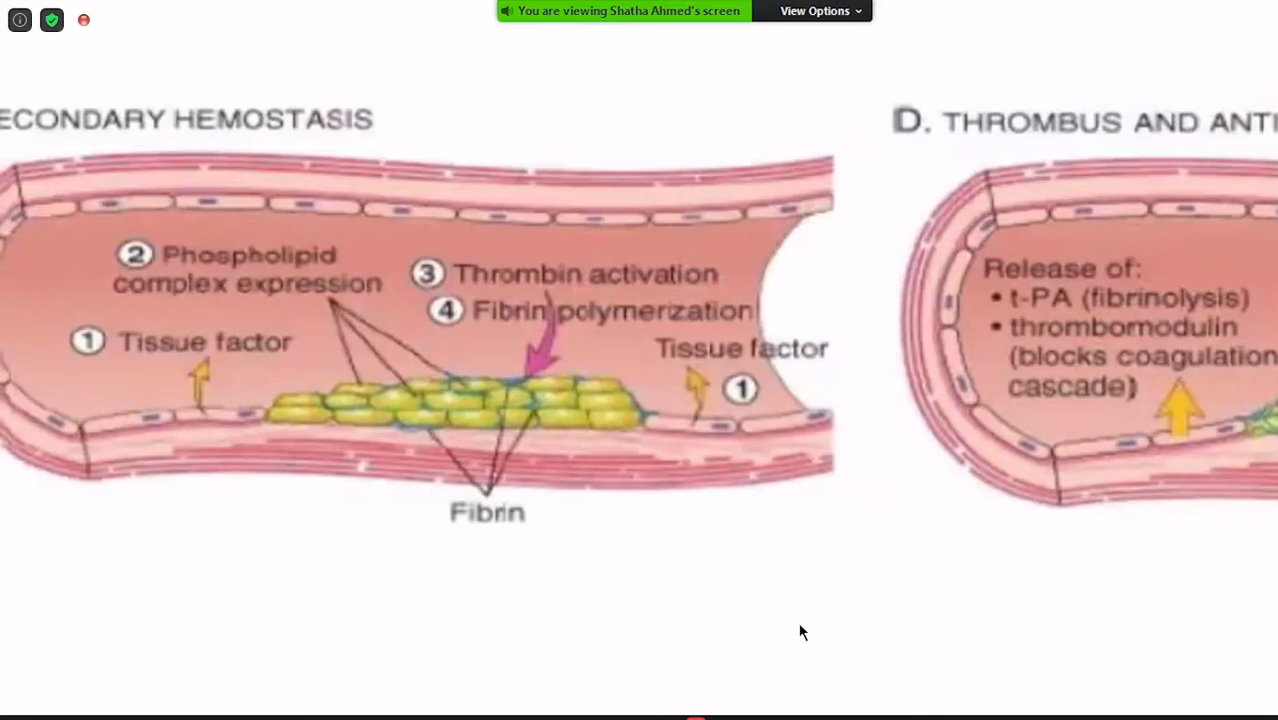 You are viewing Shatha Ahmed's screen
View Options
ECONDARY HEMOSTASIS
2 Phospholipid
complex expression
3 Thrombin activation
4 Fibrin polymerization
1 Tissue factor
Tissue factor
1
Fibrin
D. THROMBUS AND ANTI
Release of:
• t-PA (fibrinolysis)
• thrombomodulin
(blocks coagulation
cascade)